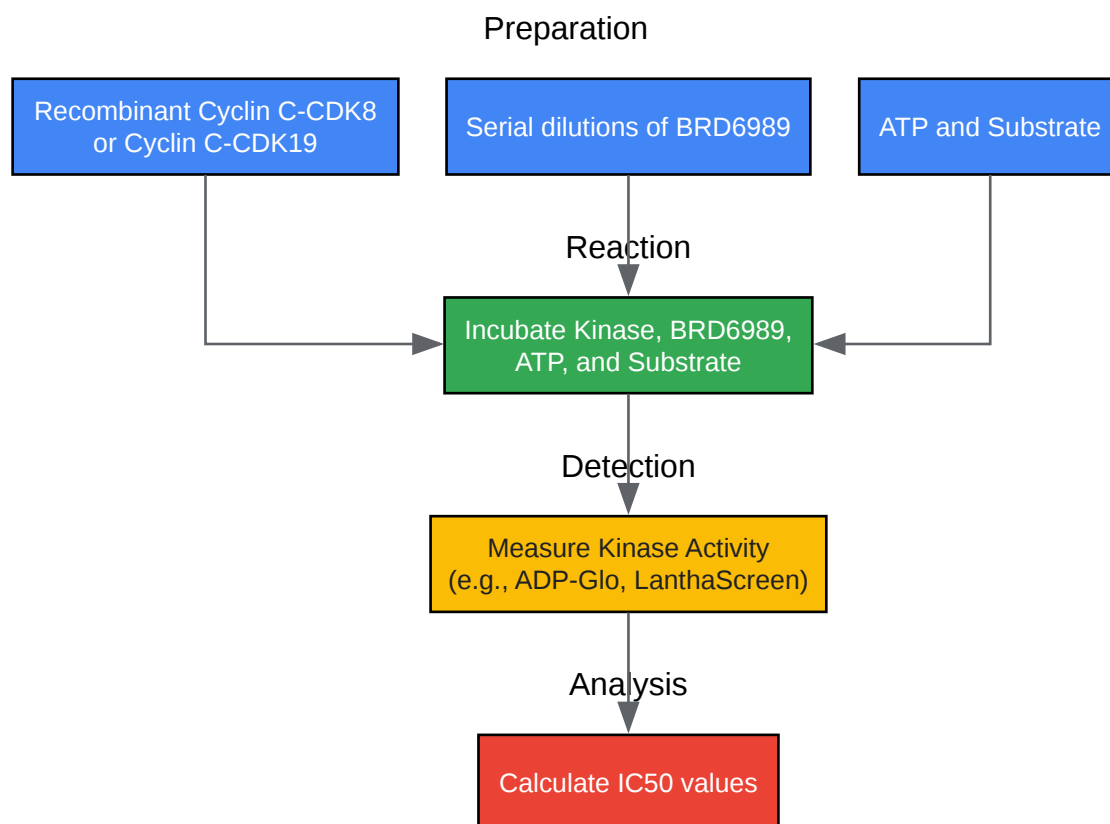 Preparation
Recombinant Cyclin C-CDK8
or Cyclin C-CDK19
Serial dilutions of BRD6989
ATP and Substrate
Reaction
Incubate Kinase, BRD6989,
ATP, and Substrate
Detection
Measure Kinase Activity
(e.g., ADP-Glo, LanthaScreen)
Analysis
Calculate IC50 values